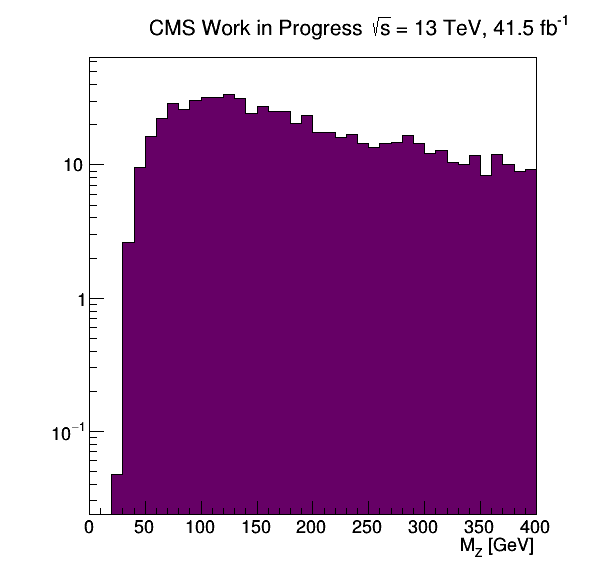 CMS Work in Progress √s = 13 TeV, 41.5 fb⁻¹
10
1
10⁻¹
0 50 100 150 200 250 300 350 400
M_Z [GeV]